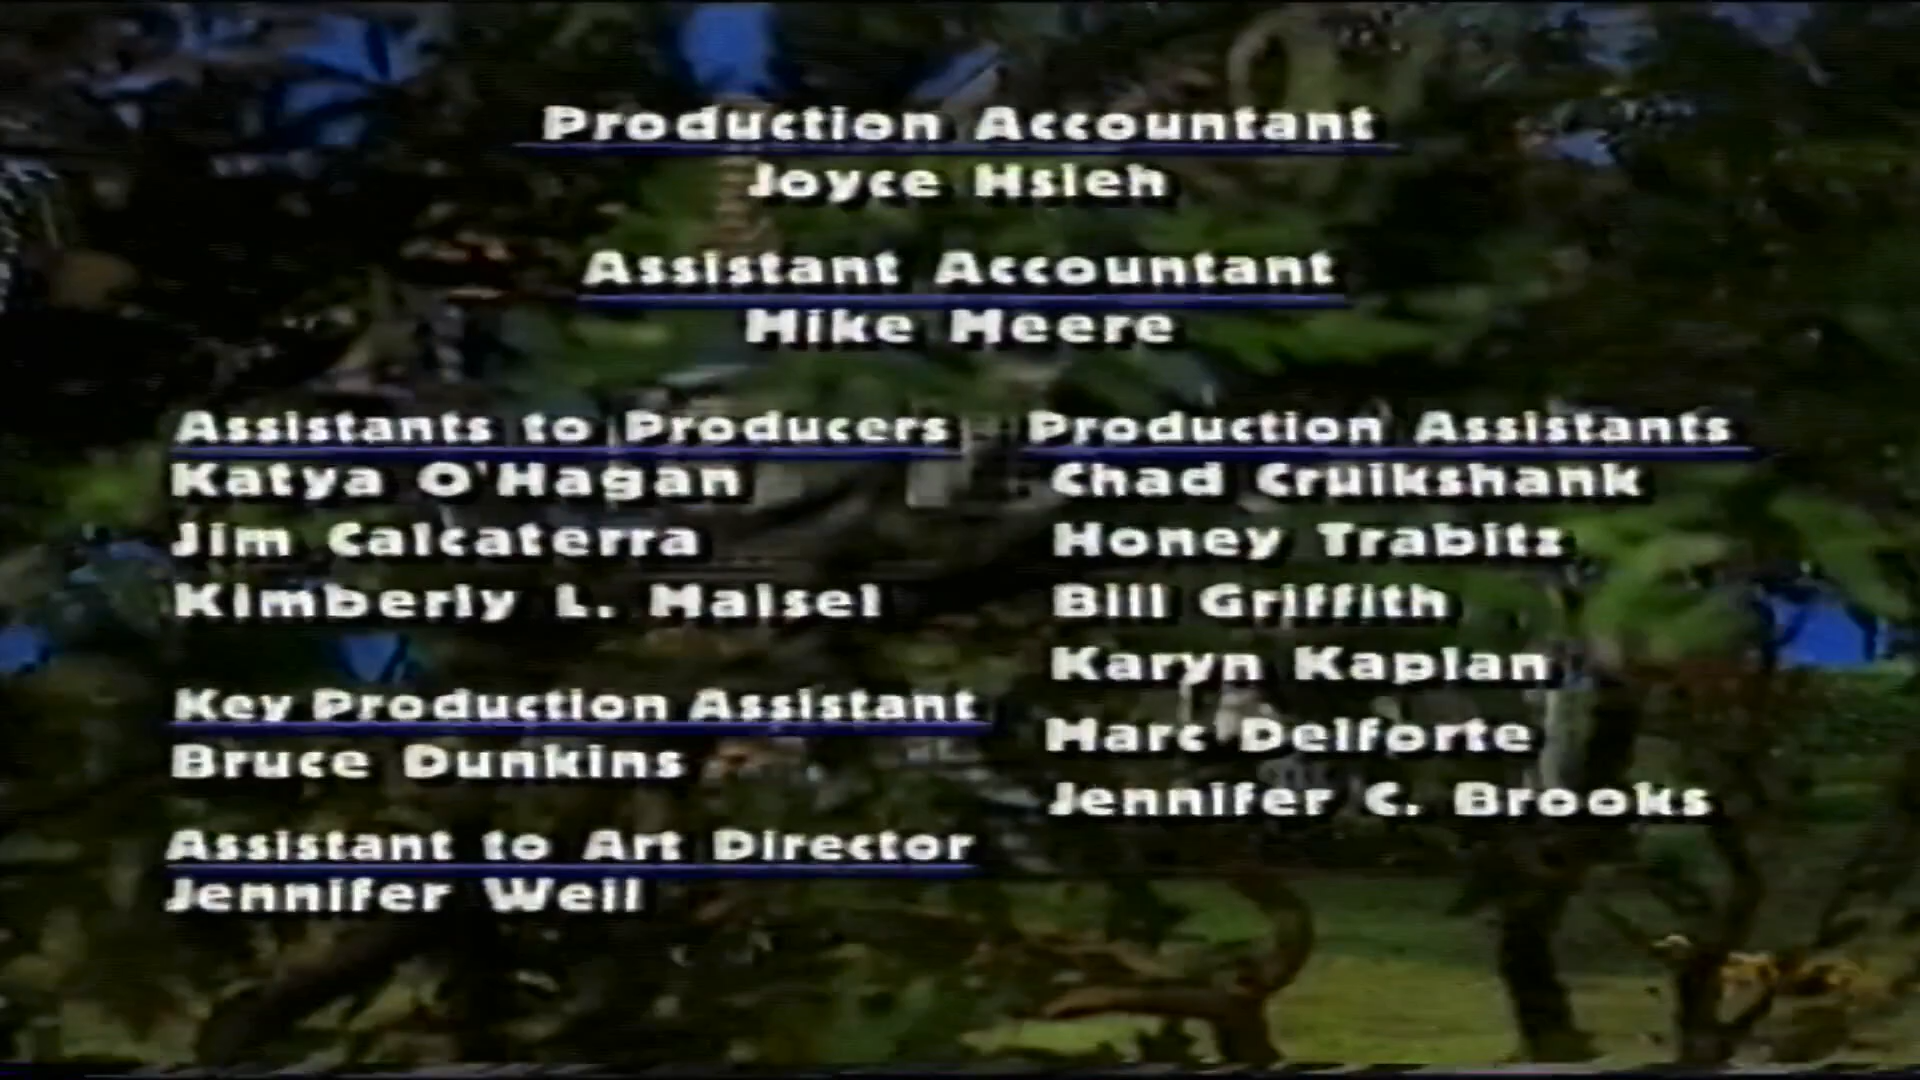 Production Accountant
Joyce Hsieh
Assistant Accountant
Mike Meere
Assistants to Producers
Katya O'Hagan
Jim Calcaterra
Kimberly L. Maisel
Key Production Assistant
Bruce Dunkins
Assistant to Art Director
Jennifer Weil
Production Assistants
Chad Cruikshank
Honey Trabitz
Bill Griffith
Karyn Kaplan
Marc Delforte
Jennifer C. Brooks